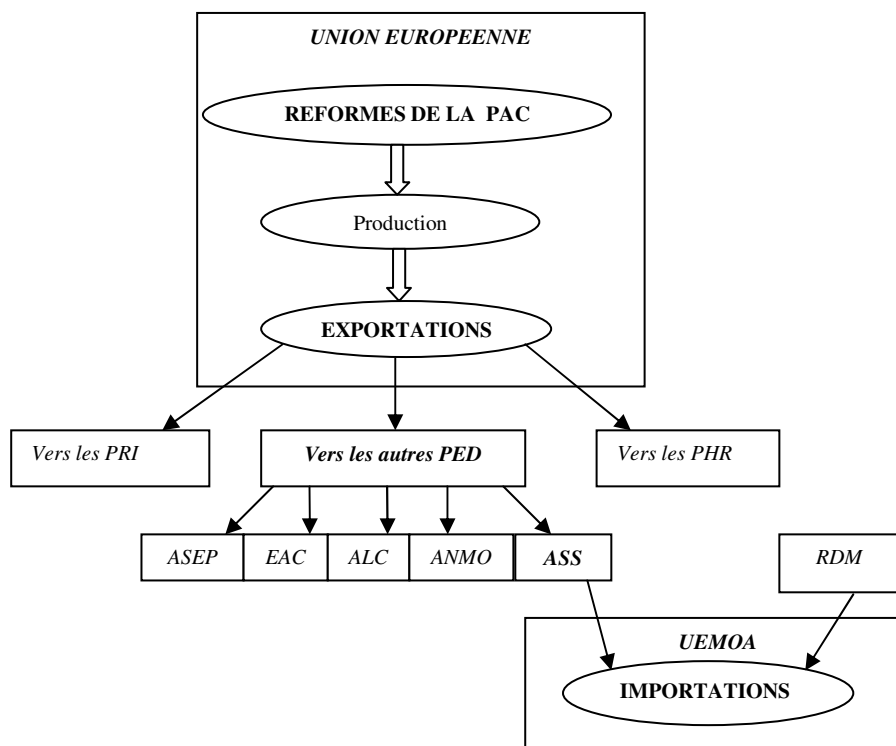 UNION EUROPEENNE
REFORMES DE LA PAC
Production
EXPORTATIONS
Vers les PRI
Vers les autres PED
Vers les PHR
ASEP
EAC
ALC
ANMO
ASS
RDM
UEMOA
IMPORTATIONS